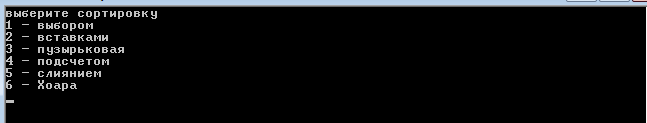 выберите сортировку
1 - выбором
2 - вставками
3 - пузырьковая
4 - подсчетом
5 - слиянием
6 - Хоара